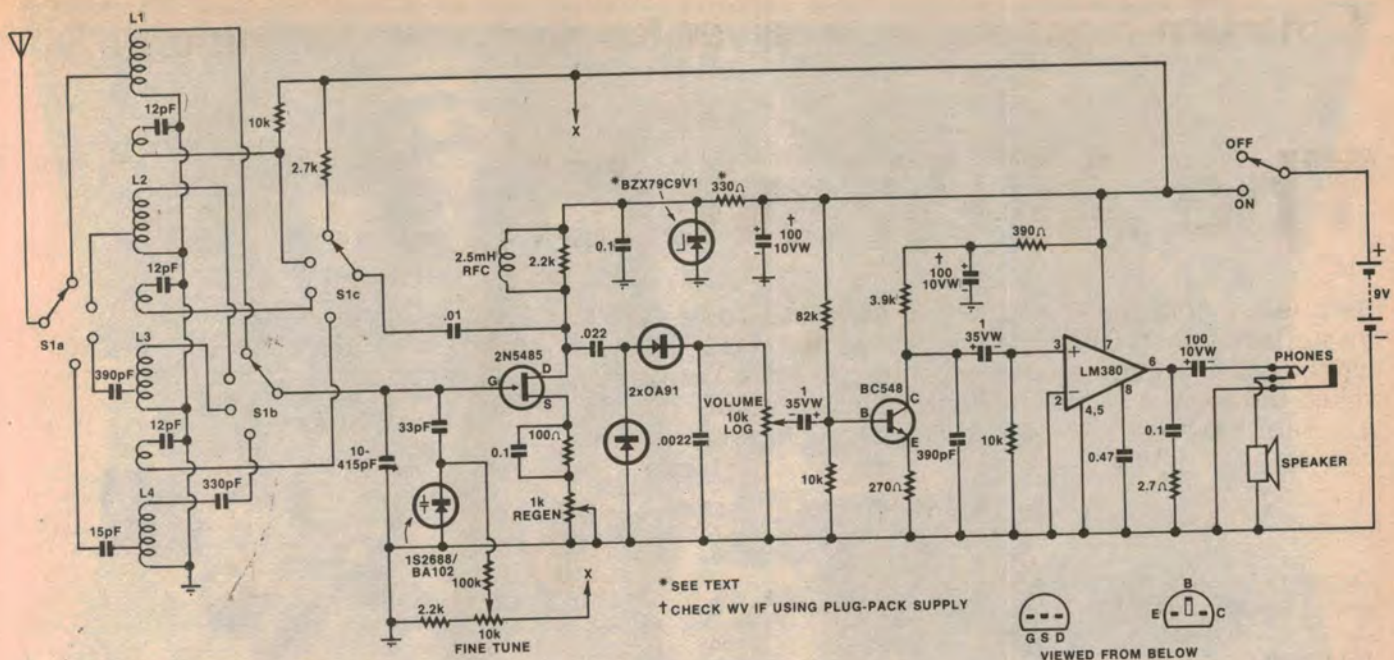 L1
12pF
10k
2.7k
X
OFF
ON
*BZX79C9V1
*
330Ω
L2
0.1
†
100
10VW
390Ω
†
100
10VW
2.5mH
RFC
2.2k
12pF
S1c
.01
82k
3.9k
9V
S1a
L3
390pF
S1b
2N5485
G
D
S
.022
2xOA91
VOLUME
10k
LOG
1
35VW
1
35VW
3
+
7
LM380
6
2
-
8
4,5
100
10VW
PHONES
BC548
B
C
E
12pF
33pF
100Ω
0.1
.0022
10-
415pF
390pF
10k
0.47
0.1
SPEAKER
330pF
L4
1k
REGEN
10k
270Ω
2.7Ω
15pF
1S2688/
BA102
100k
X
2.2k
10k
FINE TUNE
* SEE TEXT
† CHECK WV IF USING PLUG-PACK SUPPLY
G S D
B
E
C
VIEWED FROM BELOW